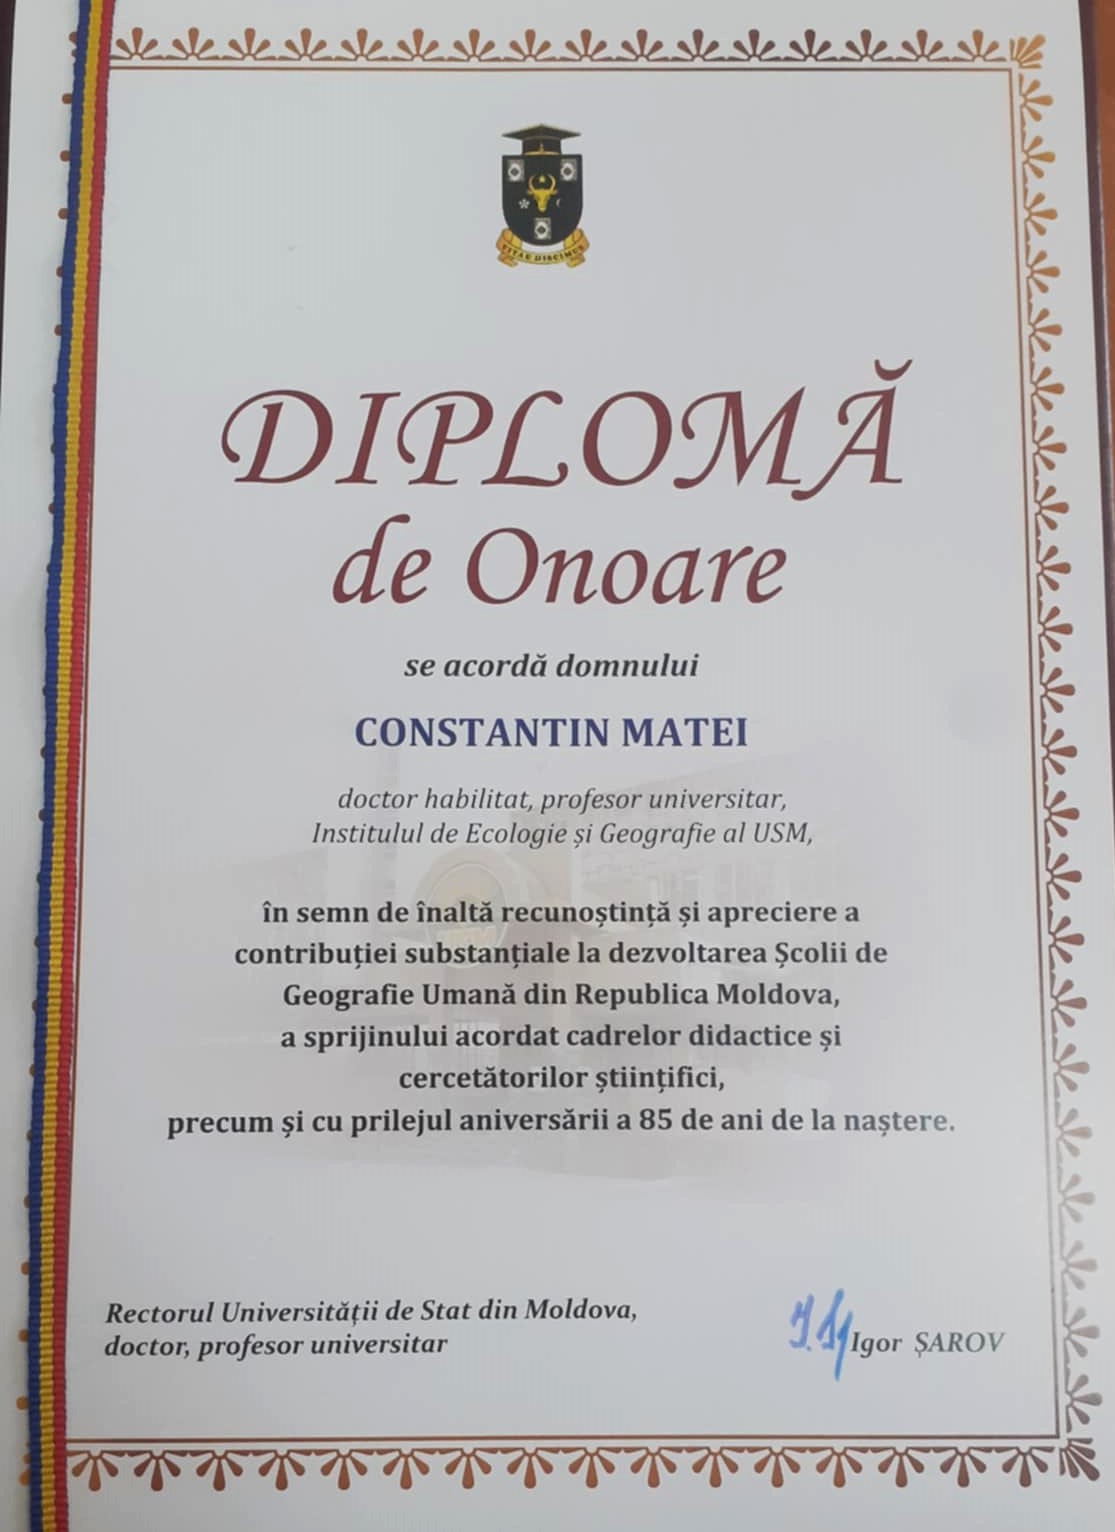 VITAE DISCIMUS
DIPLOMĂ
de Onoare
se acordă domnului
CONSTANTIN MATEI
doctor habilitat, profesor universitar,
Institulul de Ecologie și Geografie al USM,
în semn de înaltă recunoștință și apreciere a
contribuției substanțiale la dezvoltarea Școlii de
Geografie Umană din Republica Moldova,
a sprijinului acordat cadrelor didactice și
cercetătorilor științifici,
precum și cu prilejul aniversării a 85 de ani de la naștere.
Rectorul Universității de Stat din Moldova,
doctor, profesor universitar
Igor ȘAROV